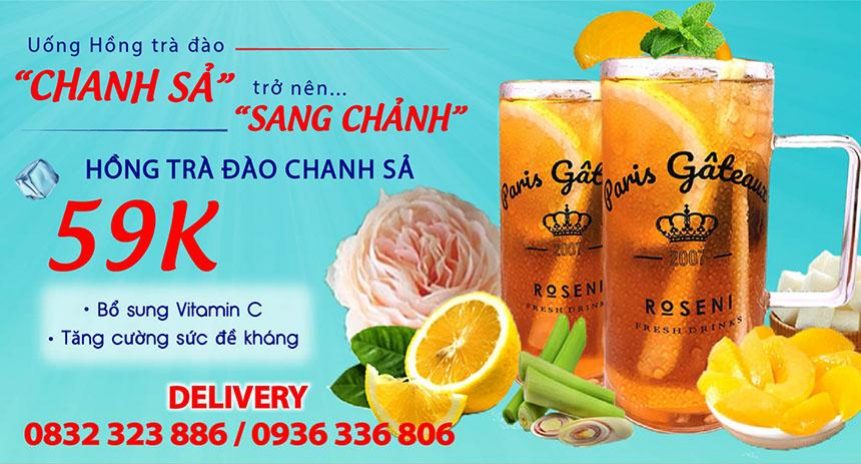 Uống Hồng trà đào
“CHANH SẢ”
trở nên...
“SANG CHẢNH”
HỒNG TRÀ ĐÀO CHANH SẢ
59K
• Bổ sung Vitamin C
• Tăng cường sức đề kháng
DELIVERY
0832 323 886 / 0936 336 806
Paris Gât
2007
RoSENI
FRESH DRINK
Paris Gâteaux
2007
RoSENI
FRESH DRINKS